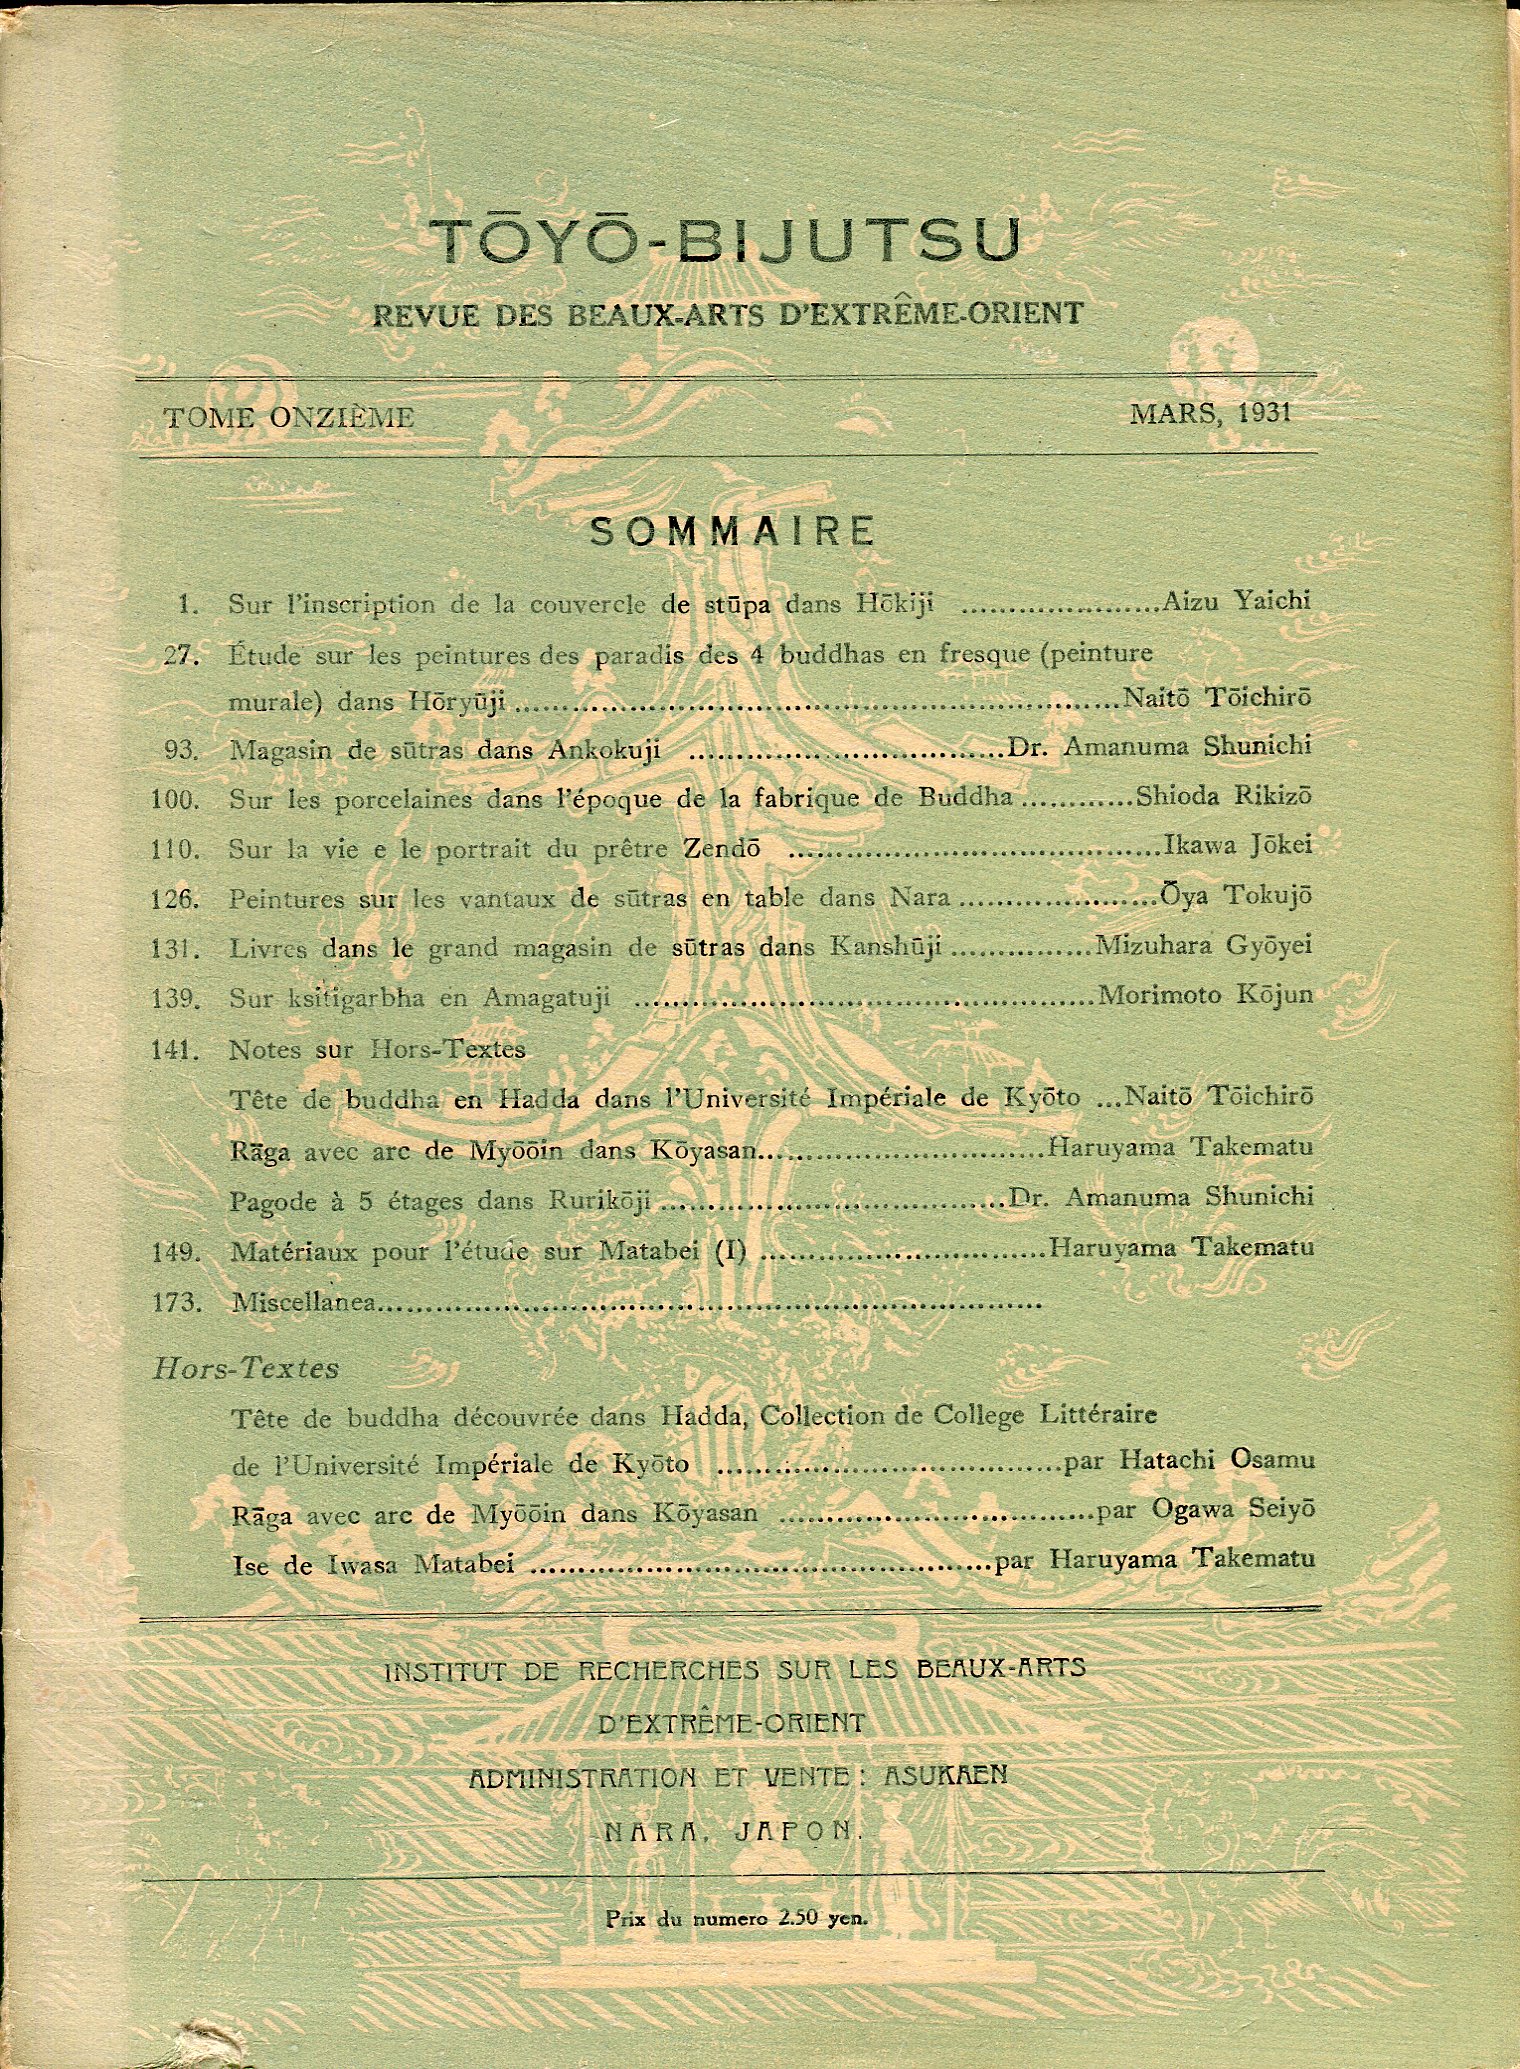 TŌYŌ-BIJUTSU
REVUE DES BEAUX-ARTS D'EXTRÊME-ORIENT
TOME ONZIÈME MARS, 1931
SOMMAIRE
1. Sur l'inscription de la couvercle de stūpa dans Hōkiji ......................Aizu Yaichi
27. Étude sur les peintures des paradis des 4 buddhas en fresque (peinture
murale) dans Hōryūji..................................................................Naitō Tōichirō
93. Magasin de sūtras dans Ankokuji ..................................Dr. Amanuma Shunichi
100. Sur les porcelaines dans l'époque de la fabrique de Buddha............Shioda Rikizō
110. Sur la vie e le portrait du prêtre Zendō ........................................Ikawa Jōkei
126. Peintures sur les vantaux de sūtras en table dans Nara.....................Ōya Tokujō
131. Livres dans le grand magasin de sūtras dans Kanshūji...............Mizuhara Gyōyei
139. Sur ksitigarbha en Amagatuji .................................................Morimoto Kōjun
141. Notes sur Hors-Textes
Tête de buddha en Hadda dans l'Université Impériale de Kyōto ...Naitō Tōichirō
Rāga avec arc de Myōōin dans Kōyasan..............................Haruyama Takematu
Pagode à 5 étages dans Rurikōji.....................................Dr. Amanuma Shunichi
149. Matériaux pour l'étude sur Matabei (I) ..............................Haruyama Takematu
173. Miscellanea.......................................................................
Hors-Textes
Tête de buddha découvrée dans Hadda, Collection de College Littéraire
de l'Université Impériale de Kyōto .....................................par Hatachi Osamu
Rāga avec arc de Myōōin dans Kōyasan ..................................par Ogawa Seiyō
Ise de Iwasa Matabei .................................................par Haruyama Takematu
INSTITUT DE RECHERCHES SUR LES BEAUX-ARTS
D'EXTRÊME-ORIENT
ADMINISTRATION ET VENTE: ASUKAEN
NARA, JAPON.
Prix du numero 2.50 yen.